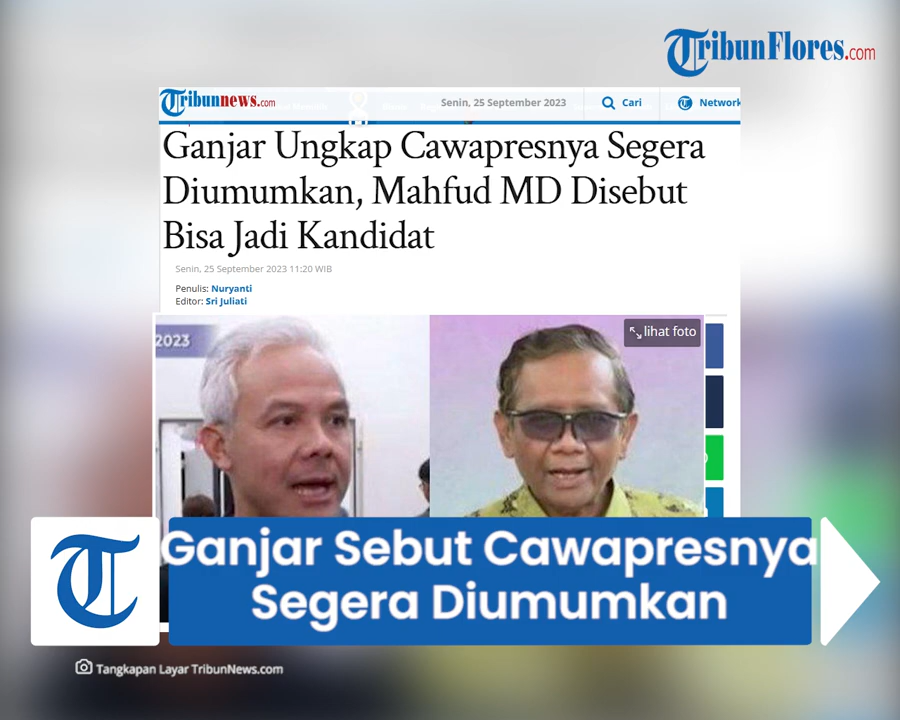 TribunFlores.com
Tribunnews.com
Senin, 25 September 2023
Cari
Network
Ganjar Ungkap Cawapresnya Segera
Diumumkan, Mahfud MD Disebut
Bisa Jadi Kandidat
Senin, 25 September 2023 11:20 WIB
Penulis: Nuryanti
Editor: Sri Juliati
2023
lihat foto
T
Ganjar Sebut Cawapresnya
Segera Diumumkan
Tangkapan Layar TribunNews.com